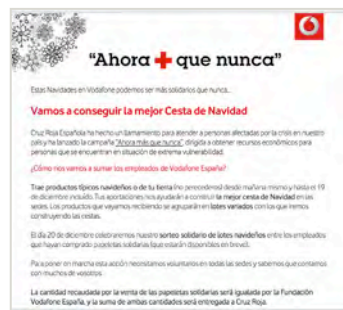 "Ahora + que nunca"
Estas Navidades en Vodafone podemos ser más solidarios que nunca...
Vamos a conseguir la mejor Cesta de Navidad
Cruz Roja Española ha hecho un llamamiento para atender a personas afectadas por la crisis en nuestro
país y ha lanzado la campaña "Ahora más que nunca", dirigida a obtener recursos económicos para
personas que se encuentran en situación de extrema vulnerabilidad.
¿Cómo nos vamos a sumar los empleados de Vodafone España?
Trae productos típicos navideños o de tu tierra (no perecederos) desde mañana mismo y hasta el 19
de diciembre incluido. Tus aportaciones nos ayudarán a construir la mejor cesta de Navidad en las
sedes. Los productos que vayamos recibiendo se agruparán en lotes variados con los que iremos
construyendo las cestas.
El día 20 de diciembre celebraremos nuestro sorteo solidario de lotes navideños entre los empleados
que hayan comprado papeletas solidarias (que estarán disponibles en breve).
Para poner en marcha esta acción necesitamos voluntarios en todas las sedes y sabemos que contamos
con muchos de vosotros.
La cantidad recaudada por la venta de las papeletas solidarias será igualada por la Fundación
Vodafone España, y la suma de ambas cantidades será entregada a Cruz Roja.